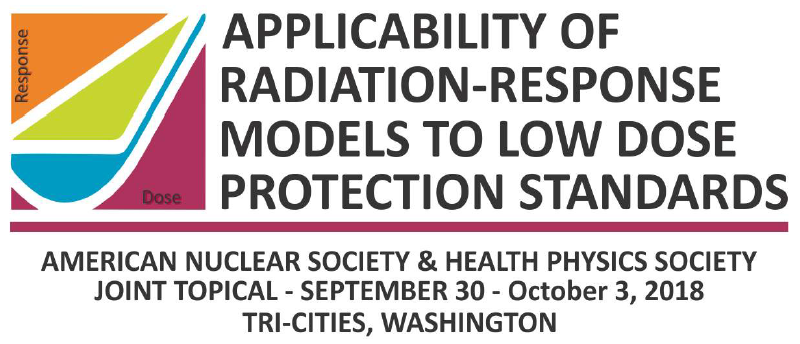 Response
Dose
APPLICABILITY OF
RADIATION-RESPONSE
MODELS TO LOW DOSE
PROTECTION STANDARDS
AMERICAN NUCLEAR SOCIETY & HEALTH PHYSICS SOCIETY
JOINT TOPICAL - SEPTEMBER 30 - October 3, 2018
TRI-CITIES, WASHINGTON